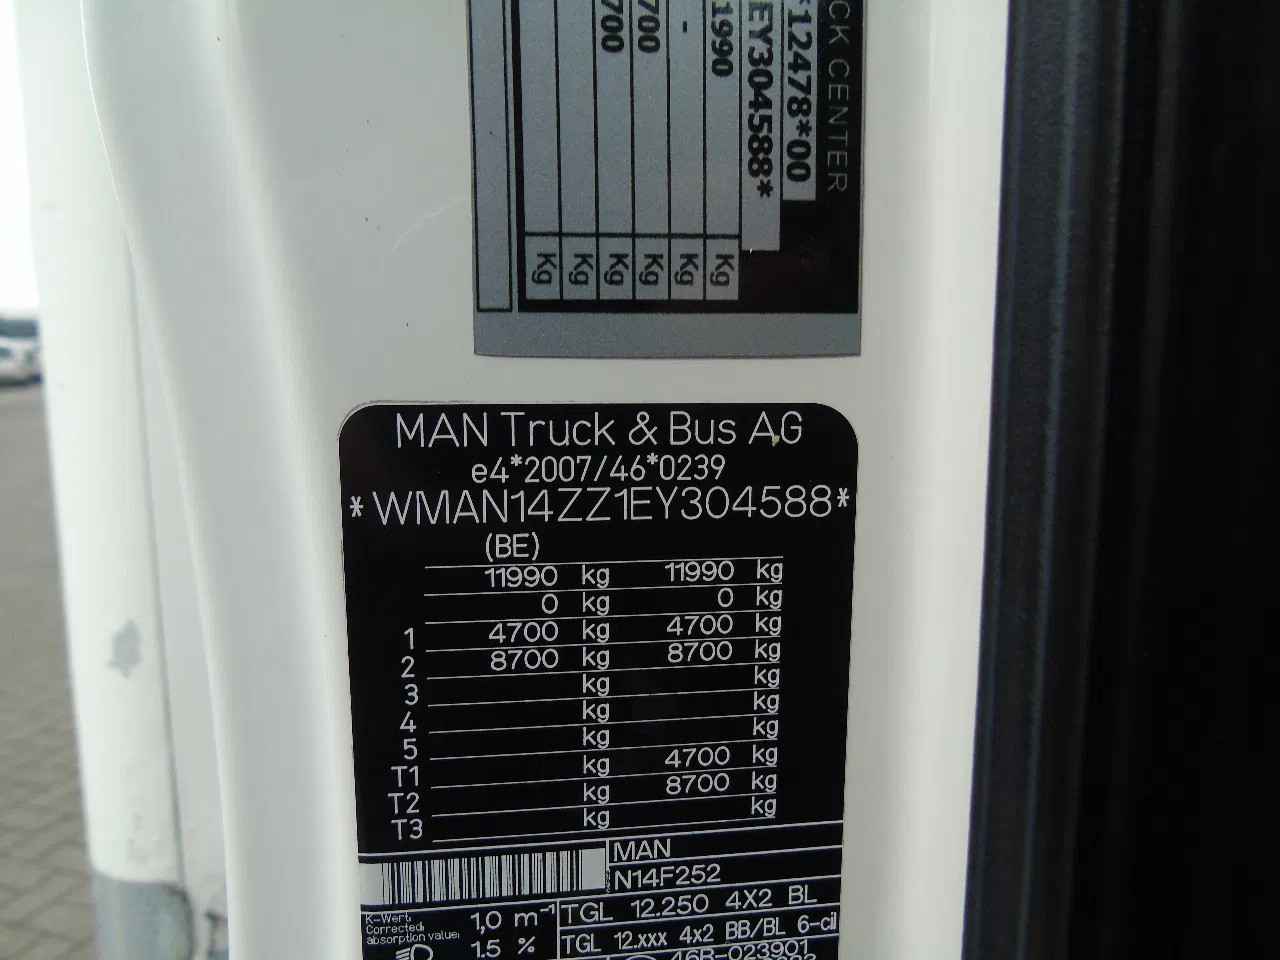 CK CENTER
*12478*00
EY304588*
1990 Kg
- Kg
700 Kg
700 Kg
Kg
Kg
MAN Truck & Bus AG
e4*2007/46*0239
*WMAN14ZZ1EY304588*
(BE)
11990 kg 11990 kg
0 kg 0 kg
1 4700 kg 4700 kg
2 8700 kg 8700 kg
3 kg kg
4 kg kg
5 kg kg
T1 kg 4700 kg
T2 kg 8700 kg
T3 kg kg
MAN
N14F252
K-Wert:
Corrected
absorption value:
1,0 m-1
TGL 12.250 4X2 BL
1.5 %
TGL 12.xxx 4x2 BB/BL 6-cil
46R-023901